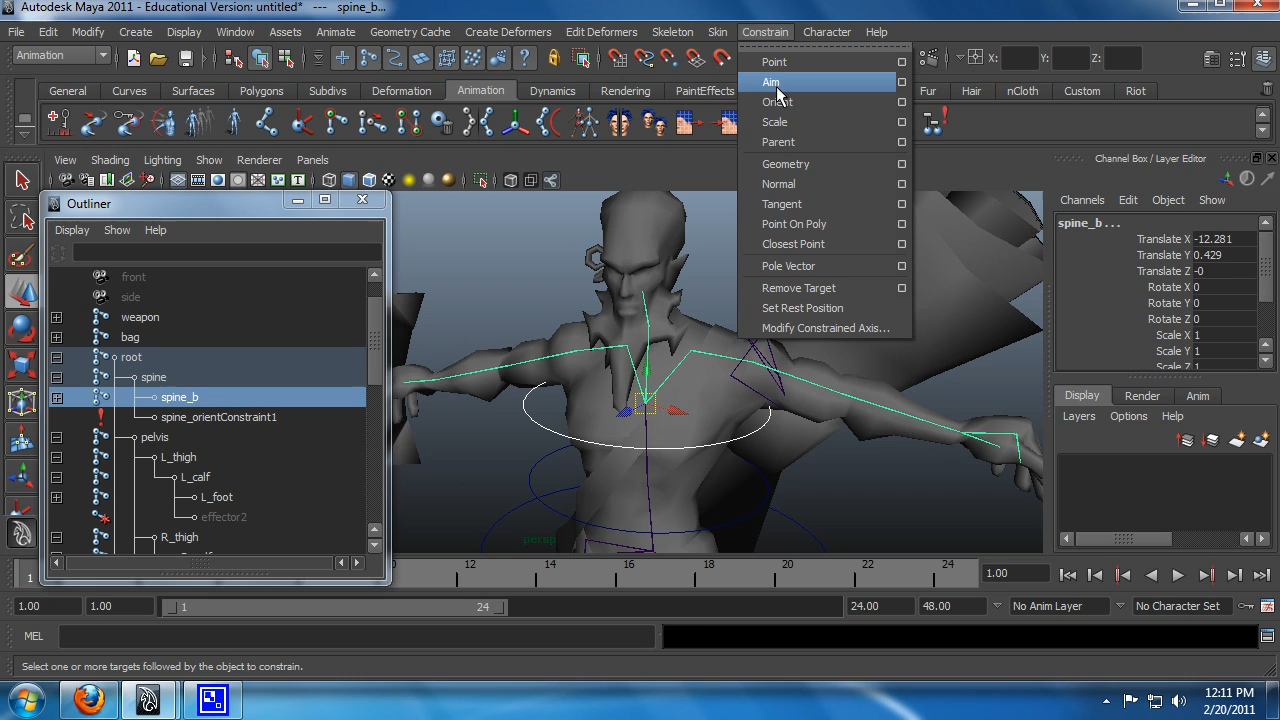 Autodesk Maya 2011 - Educational Version: untitled* --- spine_b...
File Edit Modify Create Display Window Assets Animate Geometry Cache Create Deformers Edit Deformers Skeleton Skin Constrain Character Help
Animation X: Y: Z:
General Curves Surfaces Polygons Subdivs Deformation Animation Dynamics Rendering PaintEffects Fur Hair nCloth Custom Riot
Point
Aim
Orient
Scale
Parent
Geometry
Normal
Tangent
Point On Poly
Closest Point
Pole Vector
Remove Target
Set Rest Position
Modify Constrained Axis...
View Shading Lighting Show Renderer Panels
Outliner
Display Show Help
front
side
weapon
bag
root
spine
spine_b
spine_orientConstraint1
pelvis
L_thigh
L_calf
L_foot
effector2
R_thigh
persp
Channel Box / Layer Editor
Channels Edit Object Show
spine_b . . .
Translate X -12.281
Translate Y 0.429
Translate Z -0
Rotate X 0
Rotate Y 0
Rotate Z 0
Scale X 1
Scale Y 1
Scale Z 1
Display Render Anim
Layers Options Help
1 10 12 14 16 18 20 22 24 1.00
1.00 1.00 1 24 24.00 48.00 No Anim Layer No Character Set
MEL
Select one or more targets followed by the object to constrain.
12:11 PM
2/20/2011